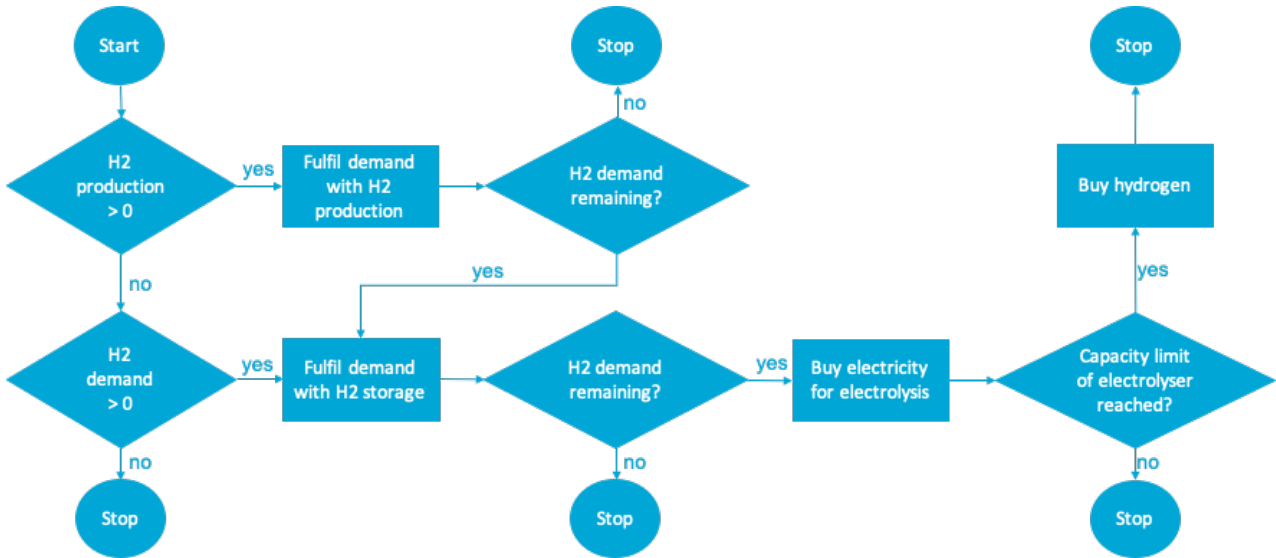 Start
Stop
Stop
no
H2
production
> 0
yes
Fulfil demand
with H2
production
H2 demand
remaining?
Buy hydrogen
no
yes
yes
H2
demand
> 0
yes
Fulfil demand
with H2 storage
H2 demand
remaining?
yes
Buy electricity
for electrolysis
Capacity limit
of electrolyser
reached?
no
no
no
Stop
Stop
Stop